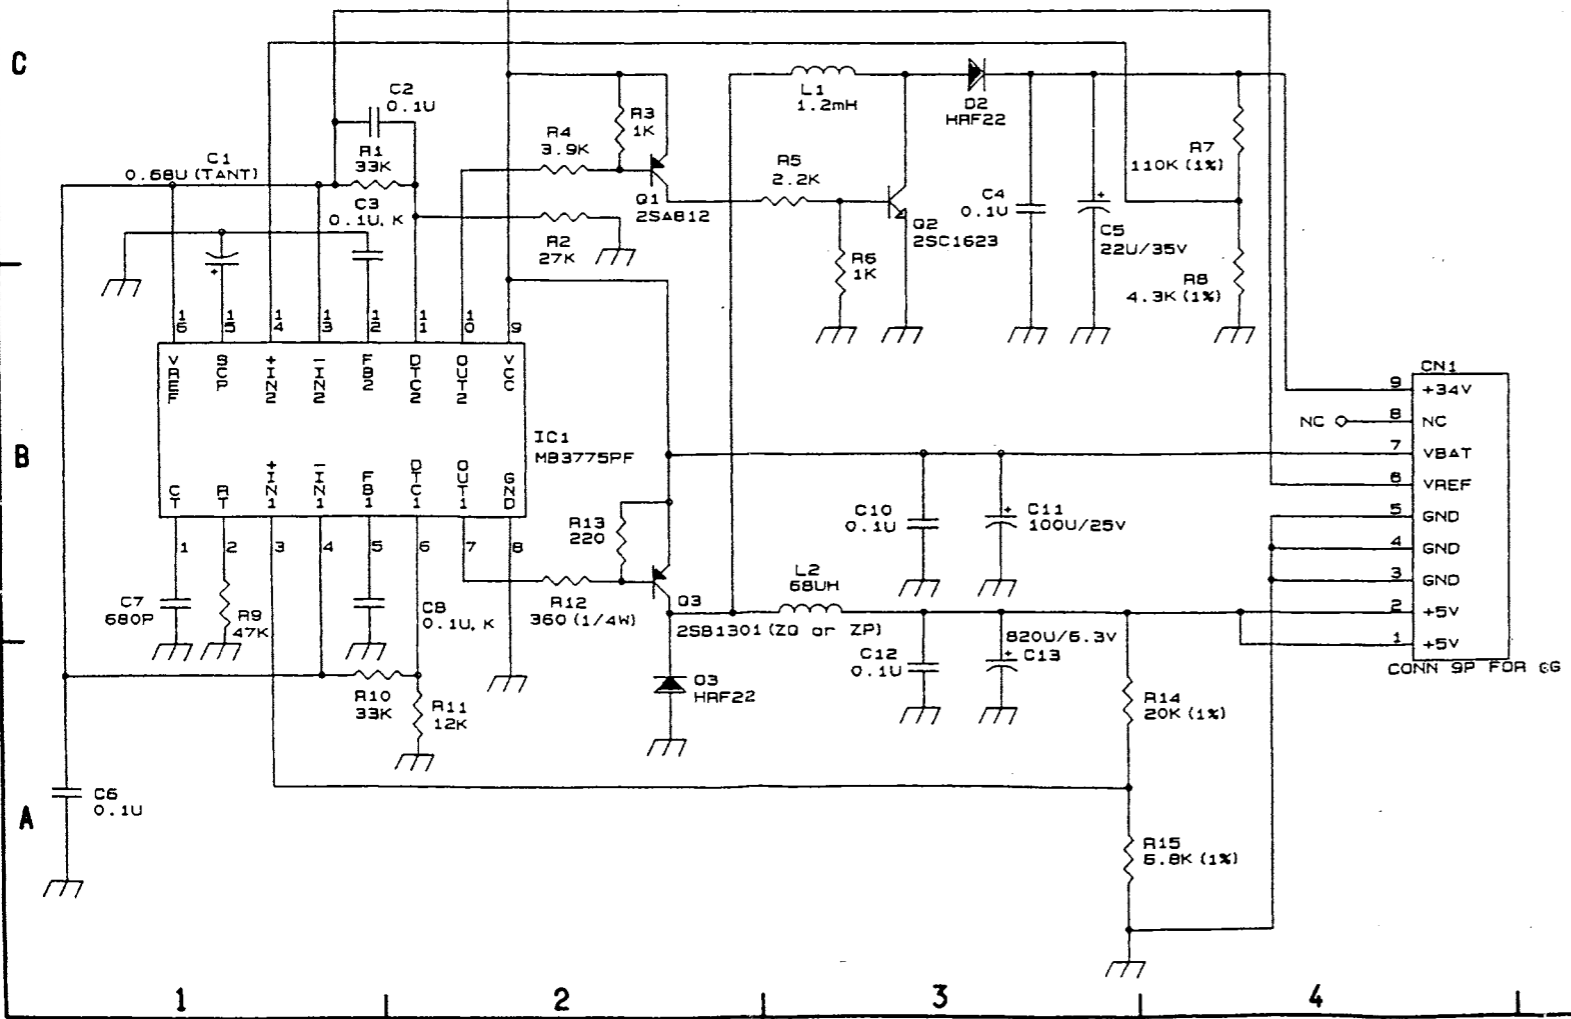 C
C2
0.1U
R1
33K
C1
0.68U (TANT)
C3
0.1U, K
R4
3.9K
R3
1K
Q1
2SA812
R2
27K
L1
1.2mH
D2
HRF22
R5
2.2K
Q2
2SC1623
R6
1K
C4
0.1U
C5
22U/35V
R7
110K (1%)
R8
4.3K (1%)
16 15 14 13 12 11 10 9
VREF SCP +IN2 -IN2 FB2 DTC2 OUT2 VCC
IC1
MB3775PF
CT RT +IN1 -IN1 FB1 DTC1 OUT1 GND
1 2 3 4 5 6 7 8
B
CN1
9 +34V
NC 8 NC
7 VBAT
6 VREF
5 GND
4 GND
3 GND
2 +5V
1 +5V
CONN 9P FOR GG
R13
220
C10
0.1U
C11
100U/25V
L2
68UH
C7
680P
R9
47K
C8
0.1U, K
R12
360 (1/4W)
Q3
2SB1301 (ZQ or ZP)
820U/6.3V
C12
0.1U
C13
R10
33K
R11
12K
D3
HRF22
R14
20K (1%)
C6
0.1U
A
R15
6.8K (1%)
1 2 3 4